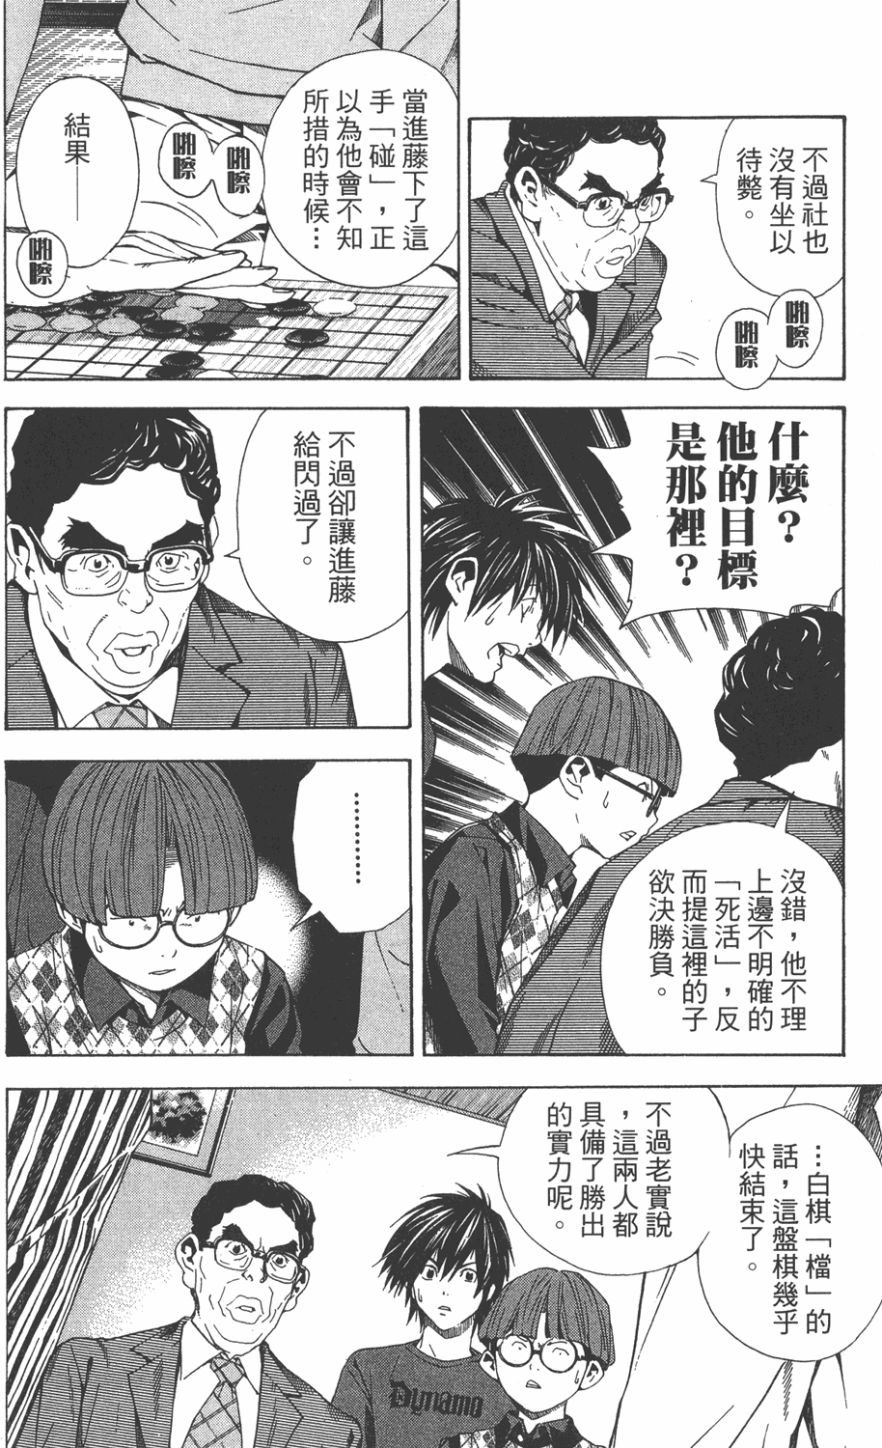 不過社也
沒有坐以
待斃。
啪嚓
啪嚓
當進藤下了這
手「碰」，正
以為他會不知
所措的時候…
啪嚓
啪嚓
結果——
啪嚓
什麼？
他的目標
是那裡？
沒錯，他不理
上邊不明確的
「死活」，反
而提這裡的子
欲決勝負。
不過卻讓進藤
給閃過了。
………
…白棋「檔」的
話，這盤棋幾乎
快結束了。
不過老實說
，這兩人都
具備了勝出
的實力呢。
Dynamo